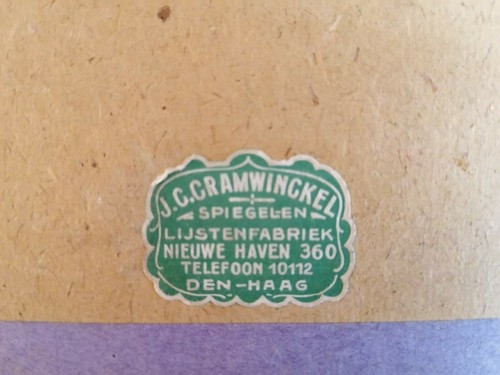 J.C.CRAMWINCKEL
SPIEGELEN
LIJSTENFABRIEK
NIEUWE HAVEN 360
TELEFOON 10112
DEN-HAAG